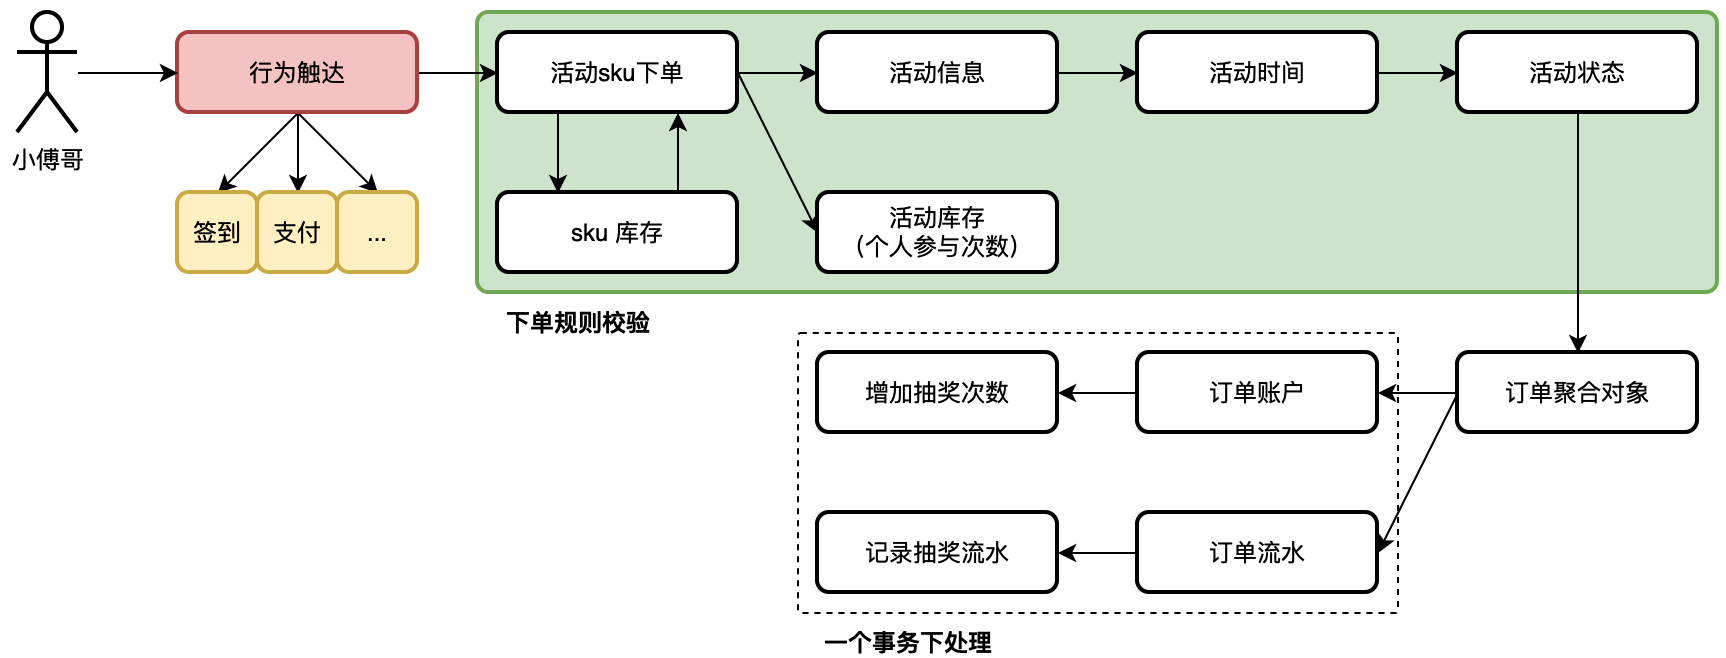 小傅哥
行为触达
签到
支付
...
活动sku下单
活动信息
活动时间
活动状态
sku 库存
活动库存
（个人参与次数）
下单规则校验
增加抽奖次数
订单账户
订单聚合对象
记录抽奖流水
订单流水
一个事务下处理